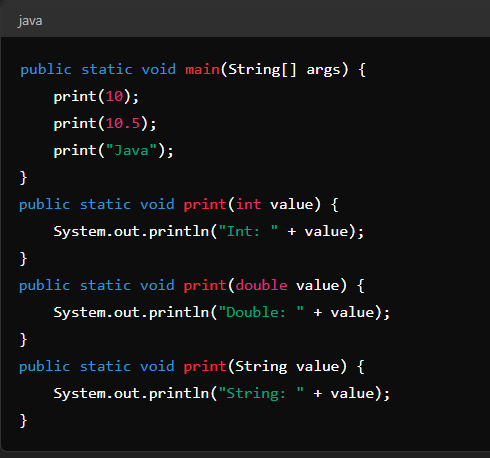 java
public static void main(String[] args) {
    print(10);
    print(10.5);
    print("Java");
}
public static void print(int value) {
    System.out.println("Int: " + value);
}
public static void print(double value) {
    System.out.println("Double: " + value);
}
public static void print(String value) {
    System.out.println("String: " + value);
}